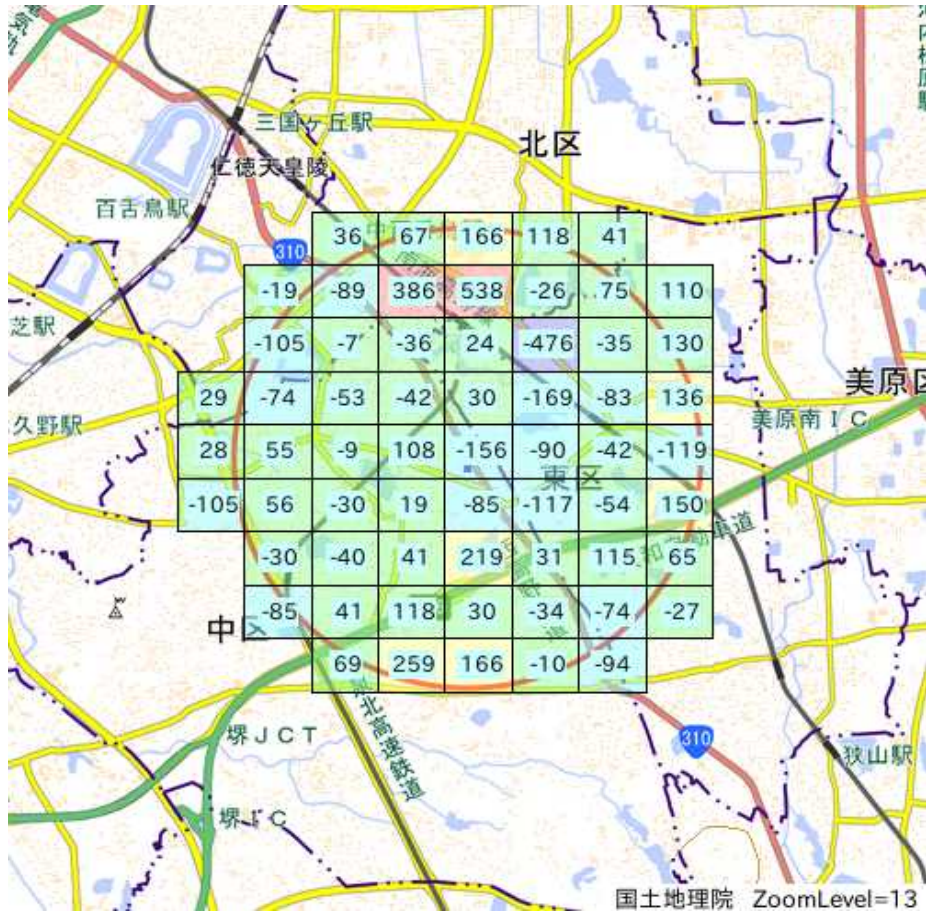 三国ヶ丘駅
北区
仁徳天皇陵
百舌鳥駅
310
36 67 166 118 41
-19 -89 386 538 -26 75 110
芝駅
-105 -7 -36 24 -476 -35 130
美原区
29 -74 -53 -42 30 -169 -83 136
久野駅
美原南IC
28 55 -9 108 -156 -90 -42 -119
東区
-105 56 -30 19 -85 -117 -54 150
和自動車道
-30 -40 41 219 31 115 65
-85 41 118 30 -34 -74 -27
中区
69 259 166 -10 -94
北高速鉄道
堺JCT
310
狭山駅
堺IC
国土地理院 ZoomLevel=13